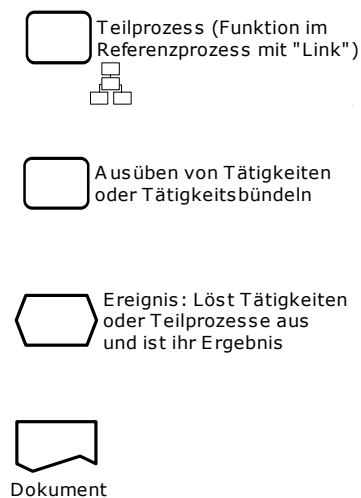 Teilprozess (Funktion im
Referenzprozess mit "Link")
Ausüben von Tätigkeiten
oder Tätigkeitsbündeln
Ereignis: Löst Tätigkeiten
oder Teilprozesse aus
und ist ihr Ergebnis
Dokument